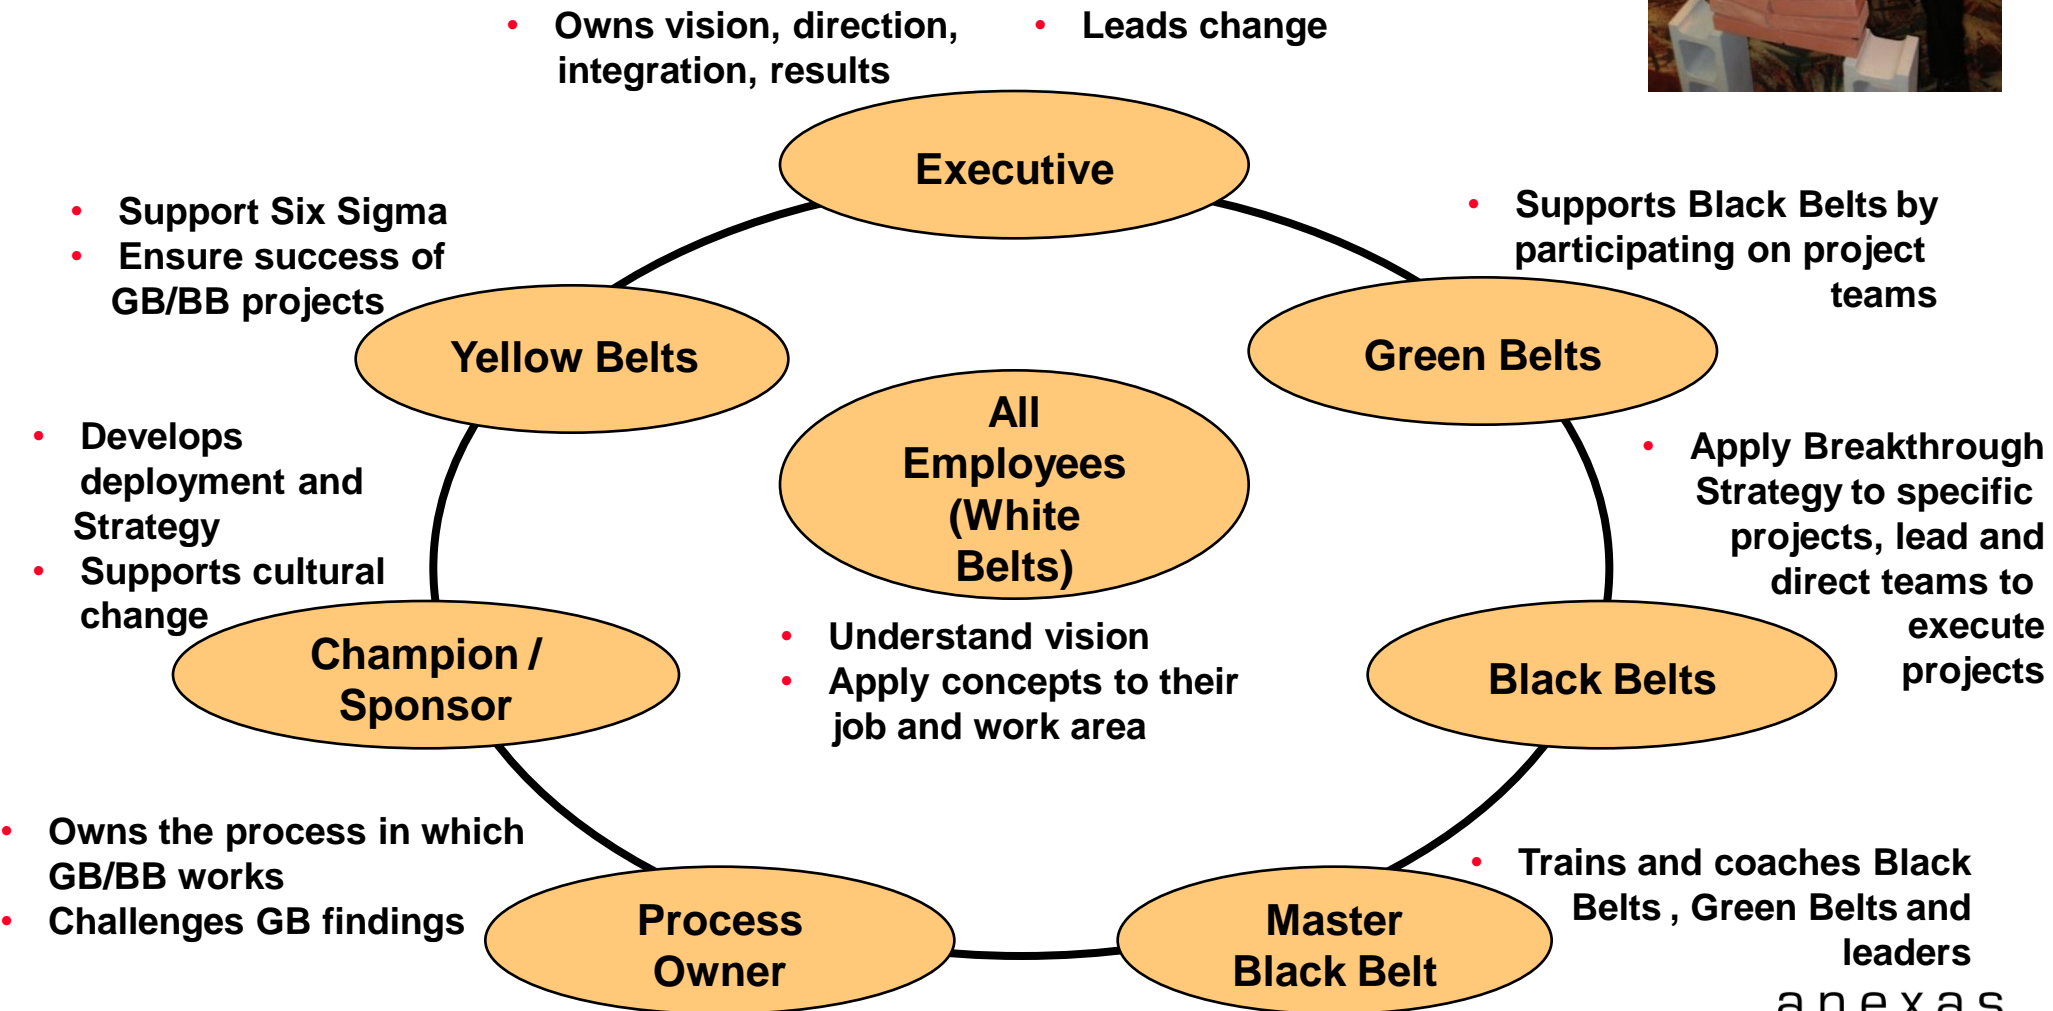 • Owns vision, direction,
integration, results
• Leads change
Executive
• Support Six Sigma
• Ensure success of
GB/BB projects
Yellow Belts
• Supports Black Belts by
participating on project
teams
Green Belts
All
Employees
(White
Belts)
• Understand vision
• Apply concepts to their
job and work area
• Develops
deployment and
Strategy
• Supports cultural
change
Champion /
Sponsor
• Apply Breakthrough
Strategy to specific
projects, lead and
direct teams to
execute
projects
Black Belts
• Owns the process in which
GB/BB works
• Challenges GB findings
Process
Owner
Master
Black Belt
• Trains and coaches Black
Belts , Green Belts and
leaders
anexas